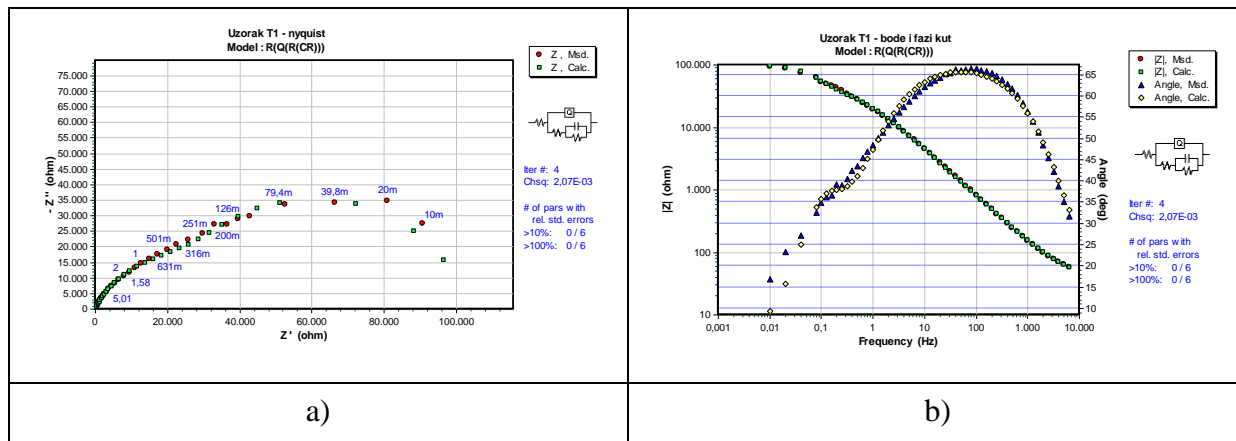 Uzorak T1 - nyquist
Model : R(Q(R(CR)))
Z , Msd.
Z , Calc.
- Z'' (ohm)
75.000
70.000
65.000
60.000
55.000
50.000
45.000
40.000
35.000
30.000
25.000
20.000
15.000
10.000
5.000
0
0
20.000
40.000
60.000
80.000
100.000
Z ' (ohm)
79,4m
39,8m
20m
10m
126m
251m
200m
501m
316m
1
631m
2
1,58
5,01
Q
Iter #: 4
Chsq: 2,07E-03
# of pars with
rel. std. errors
>10%: 0 / 6
>100%: 0 / 6
a)
Uzorak T1 - bode i fazi kut
Model : R(Q(R(CR)))
|Z|, Msd.
|Z|, Calc.
Angle, Msd.
Angle, Calc.
|Z| (ohm)
100.000
10.000
1.000
100
10
0,001
0,01
0,1
1
10
100
1.000
10.000
Frequency (Hz)
65
60
55
50
45
40
35
30
25
20
15
10
Angle (deg)
Q
Iter #: 4
Chsq: 2,07E-03
# of pars with
rel. std. errors
>10%: 0 / 6
>100%: 0 / 6
b)